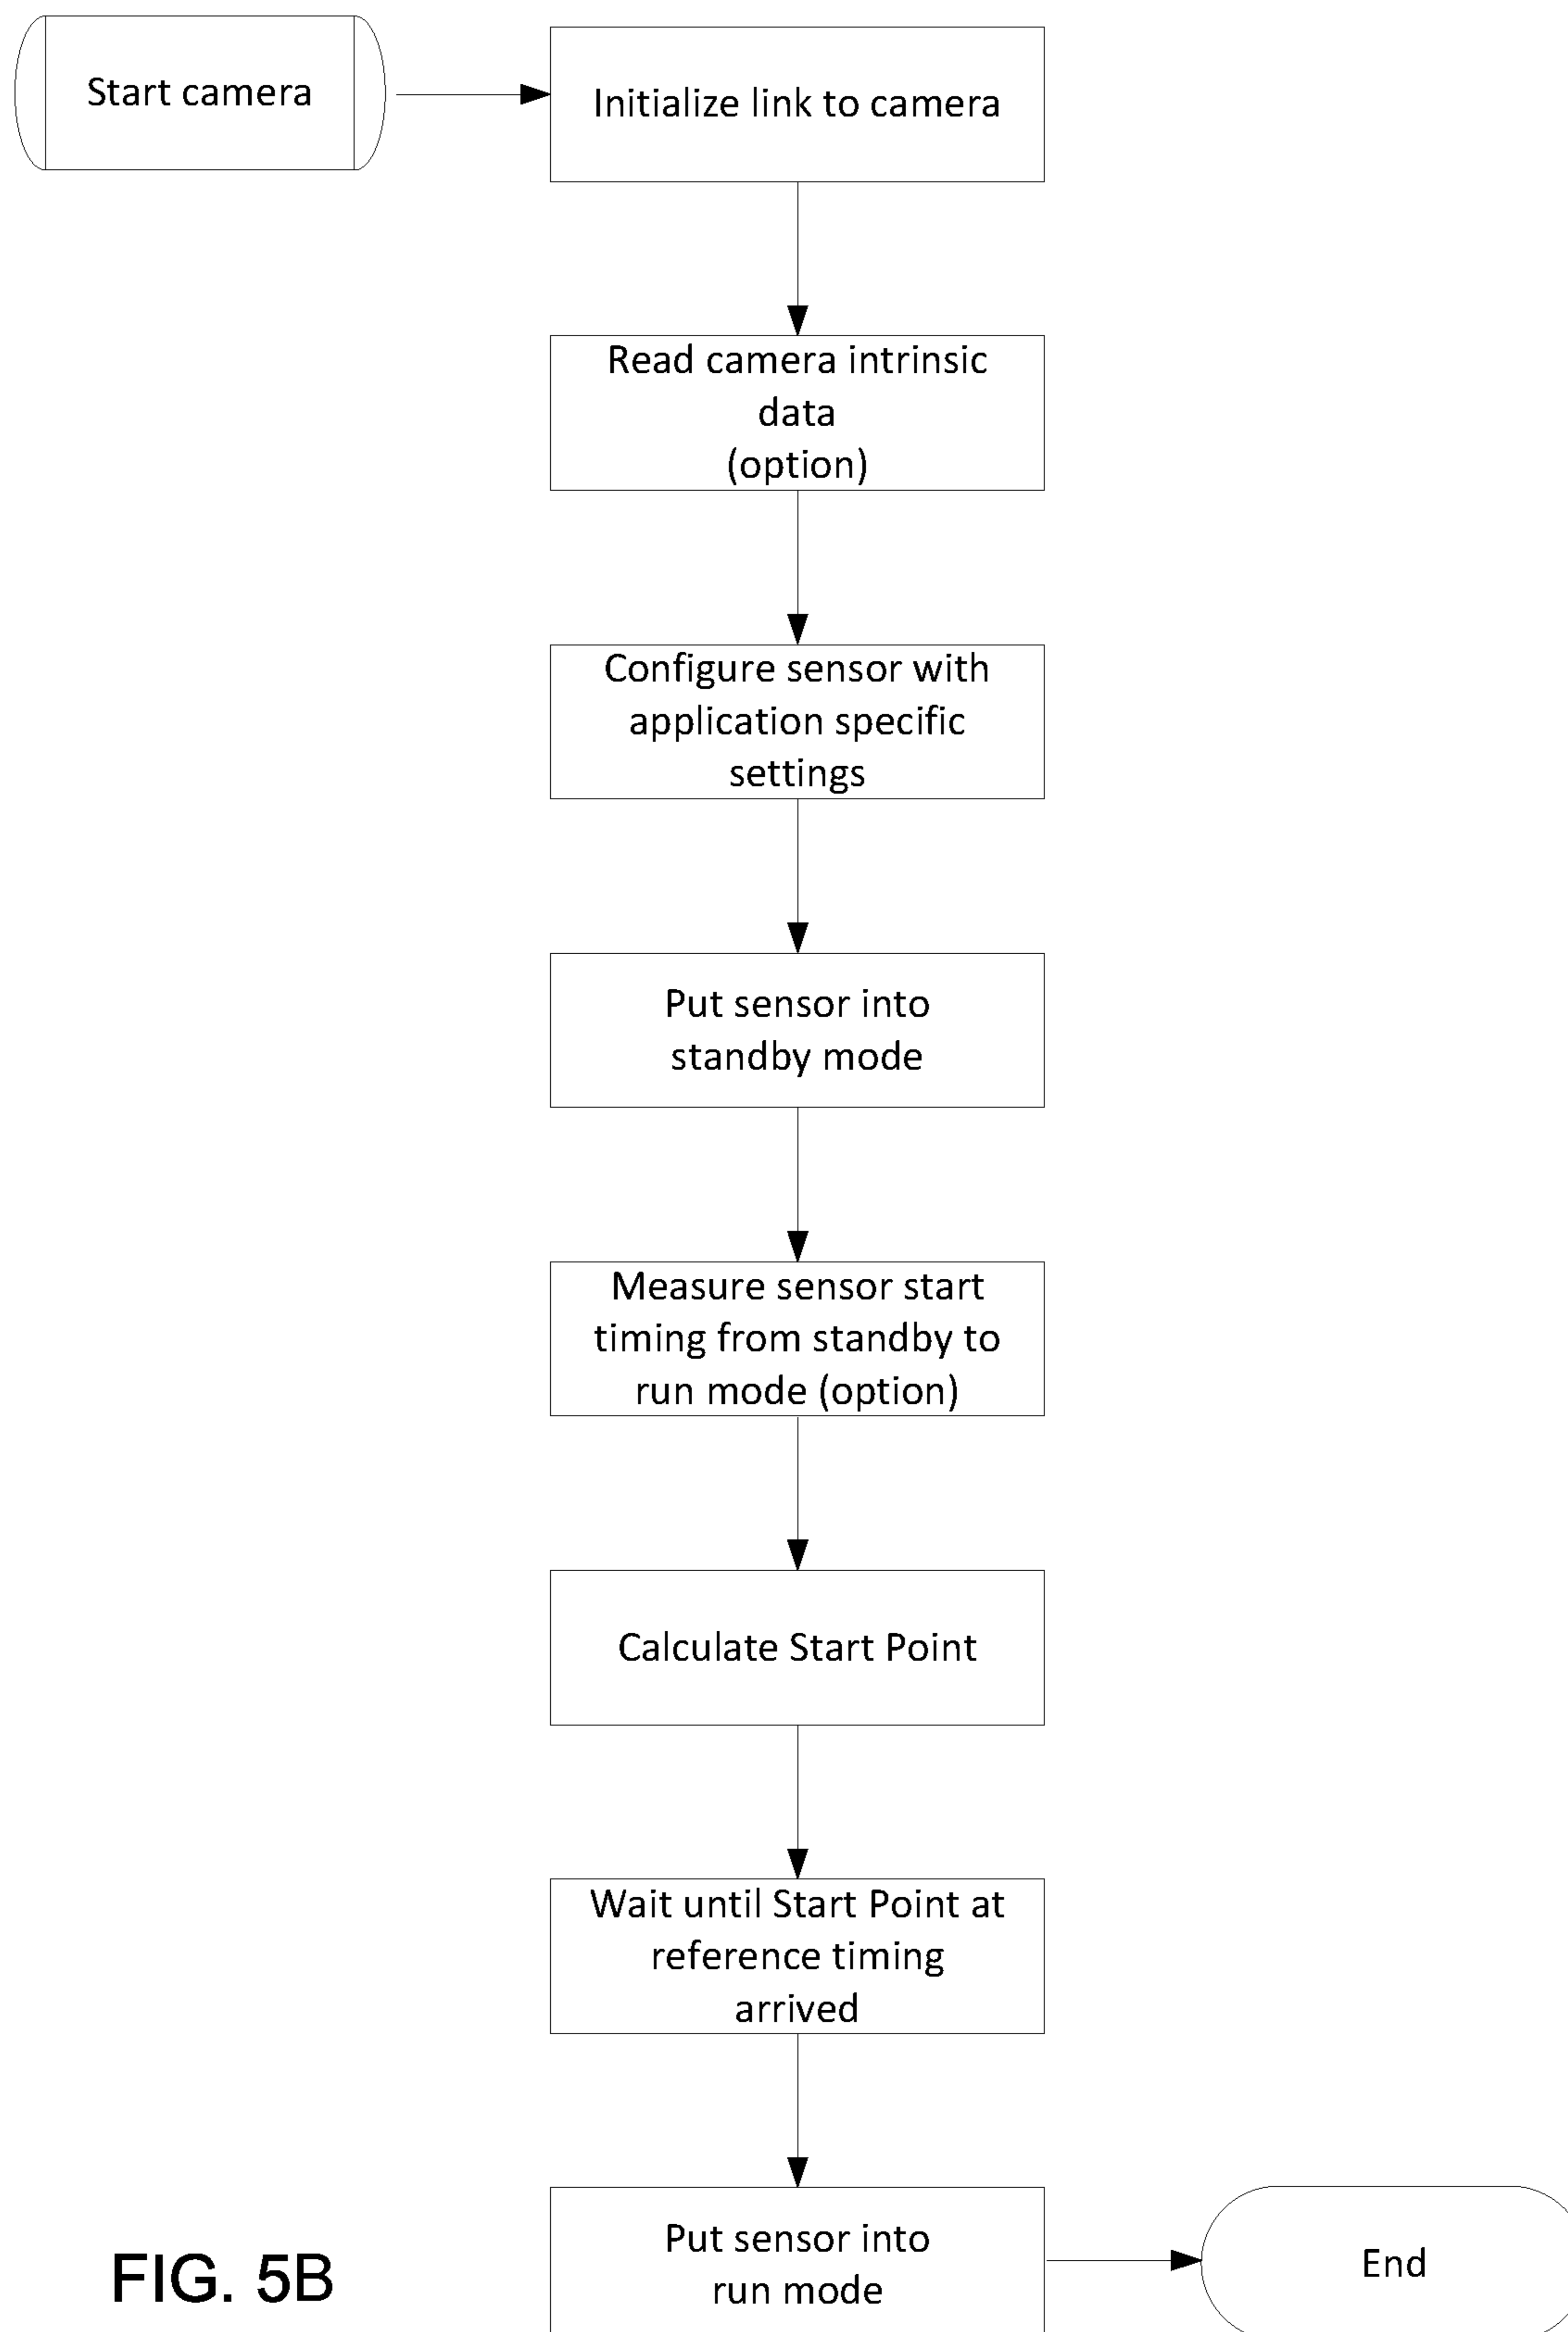 Start camera
Initialize link to camera
Read camera intrinsic
data
(option)
Configure sensor with
application specific
settings
Put sensor into
standby mode
Measure sensor start
timing from standby to
run mode (option)
Calculate Start Point
Wait until Start Point at
reference timing
arrived
Put sensor into
run mode
End
FIG. 5B